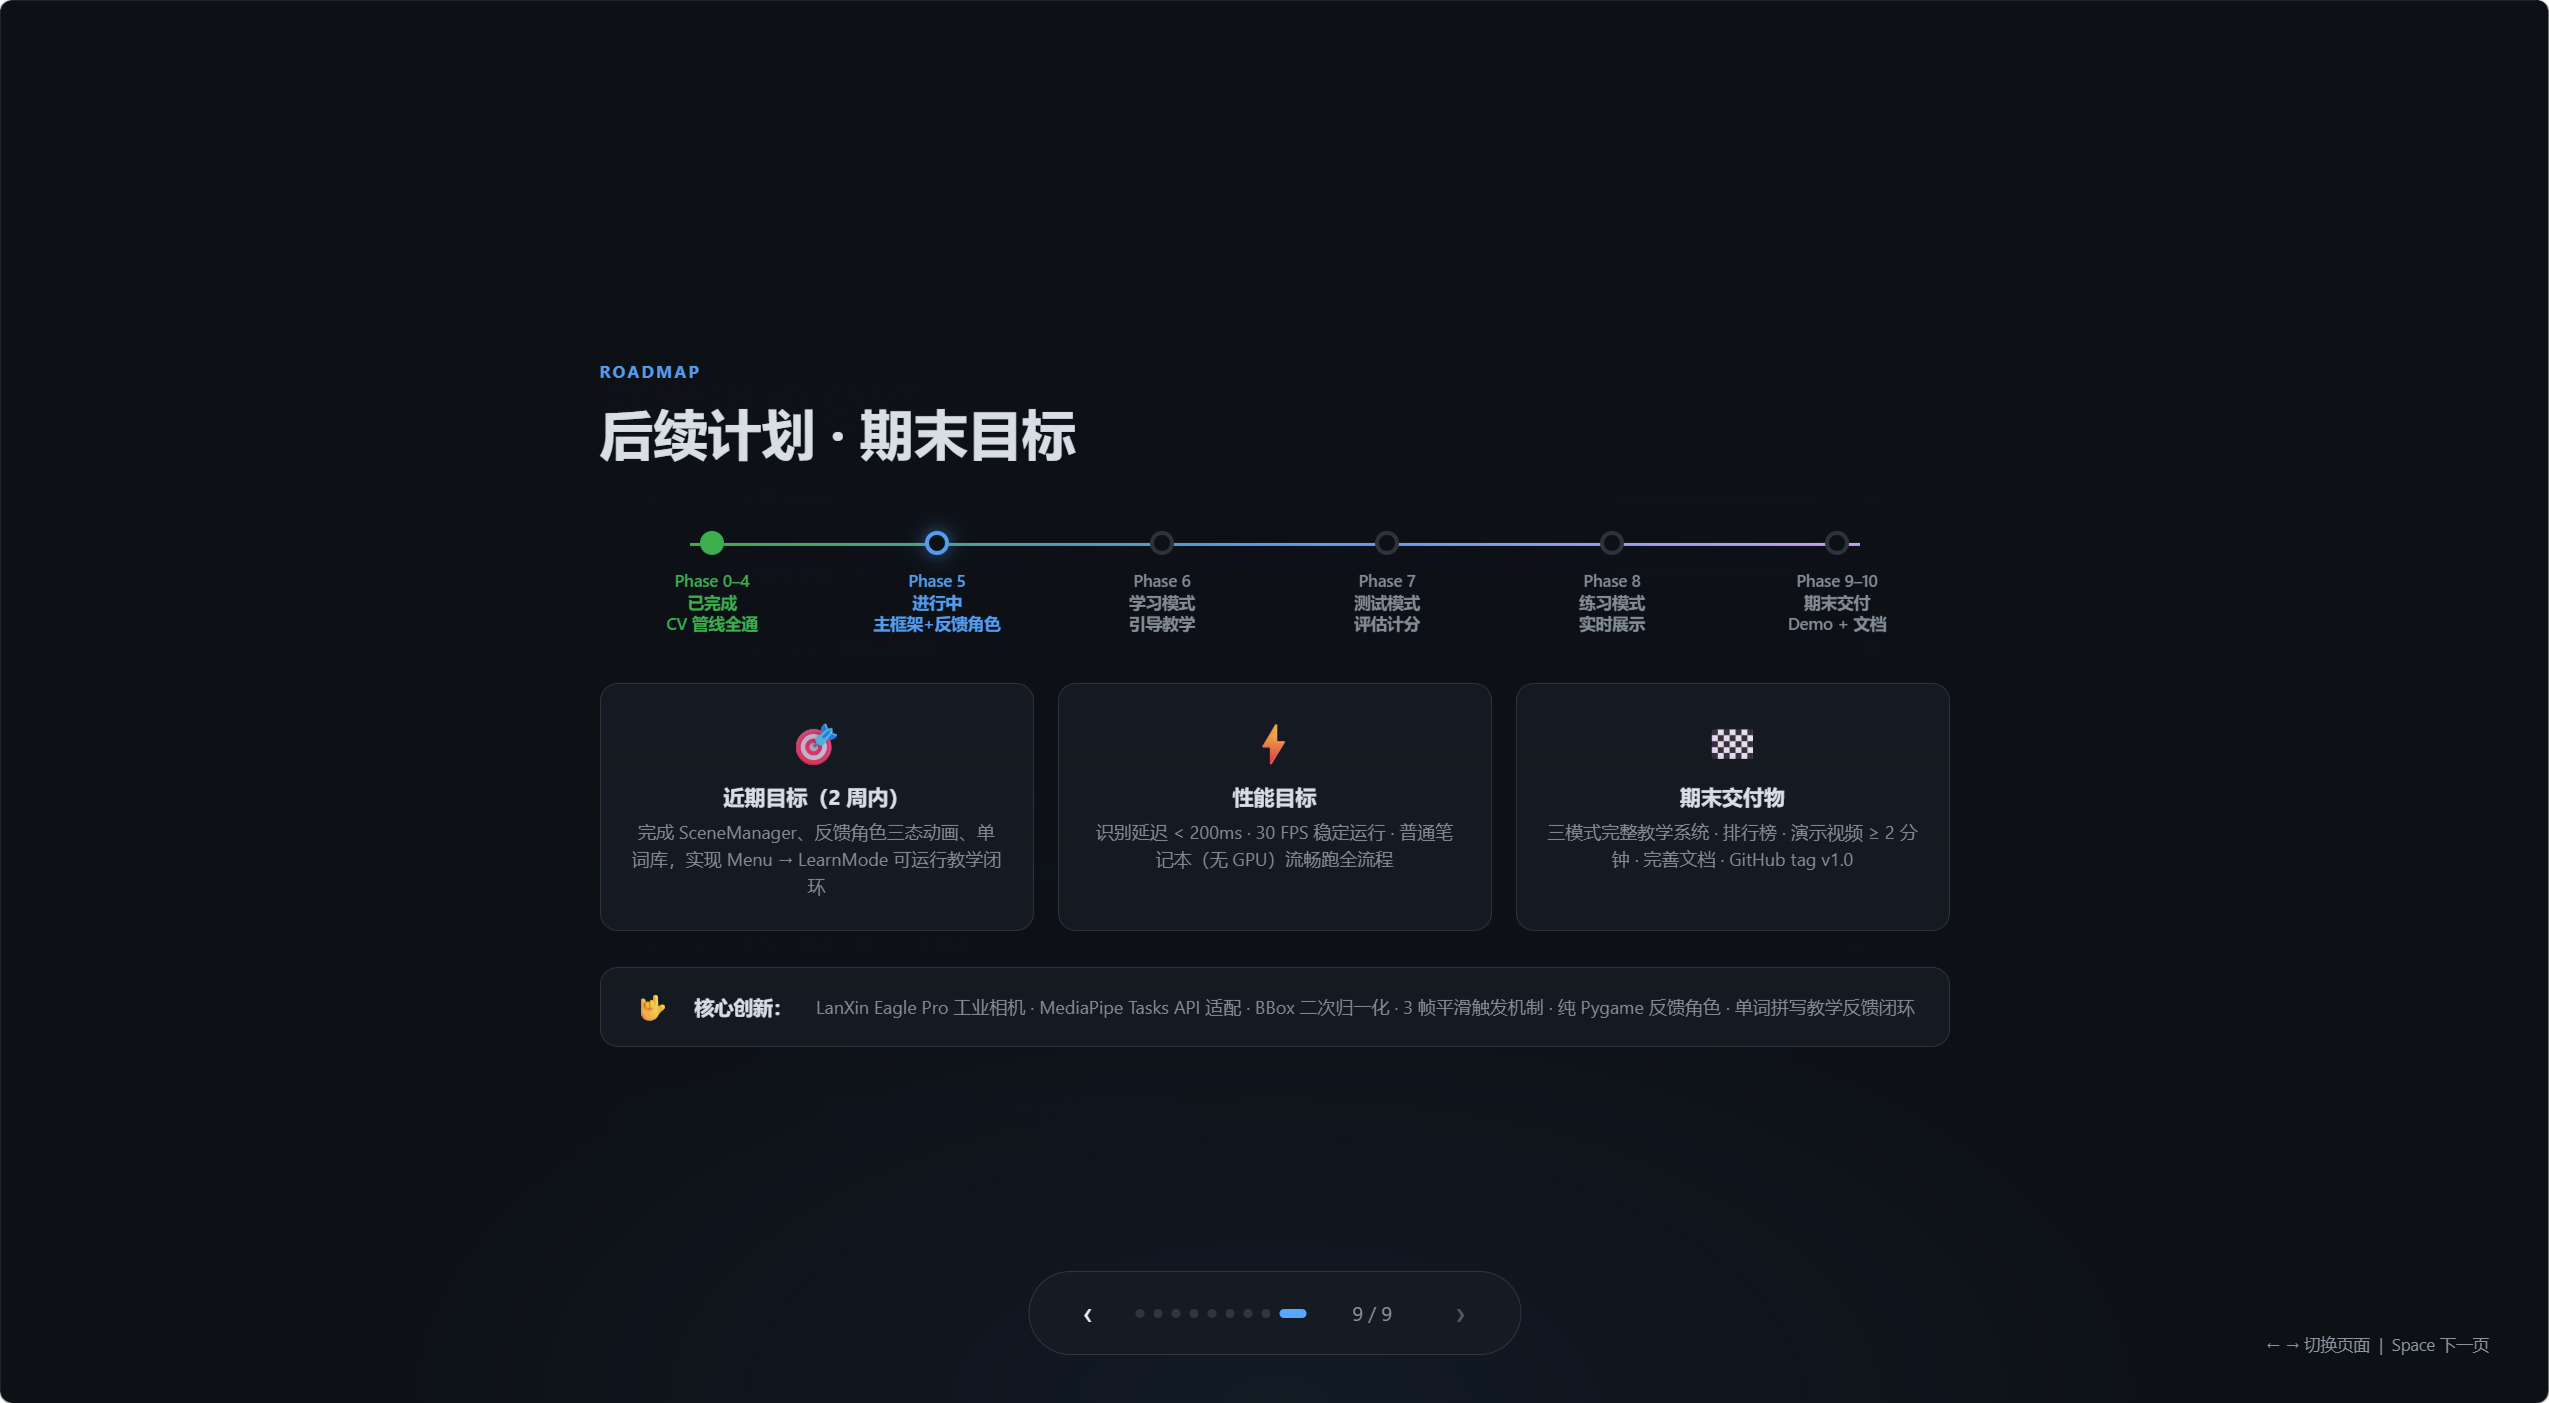 ROADMAP
后续计划 · 期末目标
Phase 0–4
已完成
CV 管线全通
Phase 5
进行中
主框架+反馈角色
Phase 6
学习模式
引导教学
Phase 7
测试模式
评估计分
Phase 8
练习模式
实时展示
Phase 9–10
期末交付
Demo + 文档
近期目标（2 周内）
完成 SceneManager、反馈角色三态动画、单
词库，实现 Menu → LearnMode 可运行教学闭
环
性能目标
识别延迟 < 200ms · 30 FPS 稳定运行 · 普通笔
记本（无 GPU）流畅跑全流程
期末交付物
三模式完整教学系统 · 排行榜 · 演示视频 ≥ 2 分
钟 · 完善文档 · GitHub tag v1.0
核心创新： LanXin Eagle Pro 工业相机 · MediaPipe Tasks API 适配 · BBox 二次归一化 · 3 帧平滑触发机制 · 纯 Pygame 反馈角色 · 单词拼写教学反馈闭环
‹ 9 / 9 ›
← → 切换页面 | Space 下一页